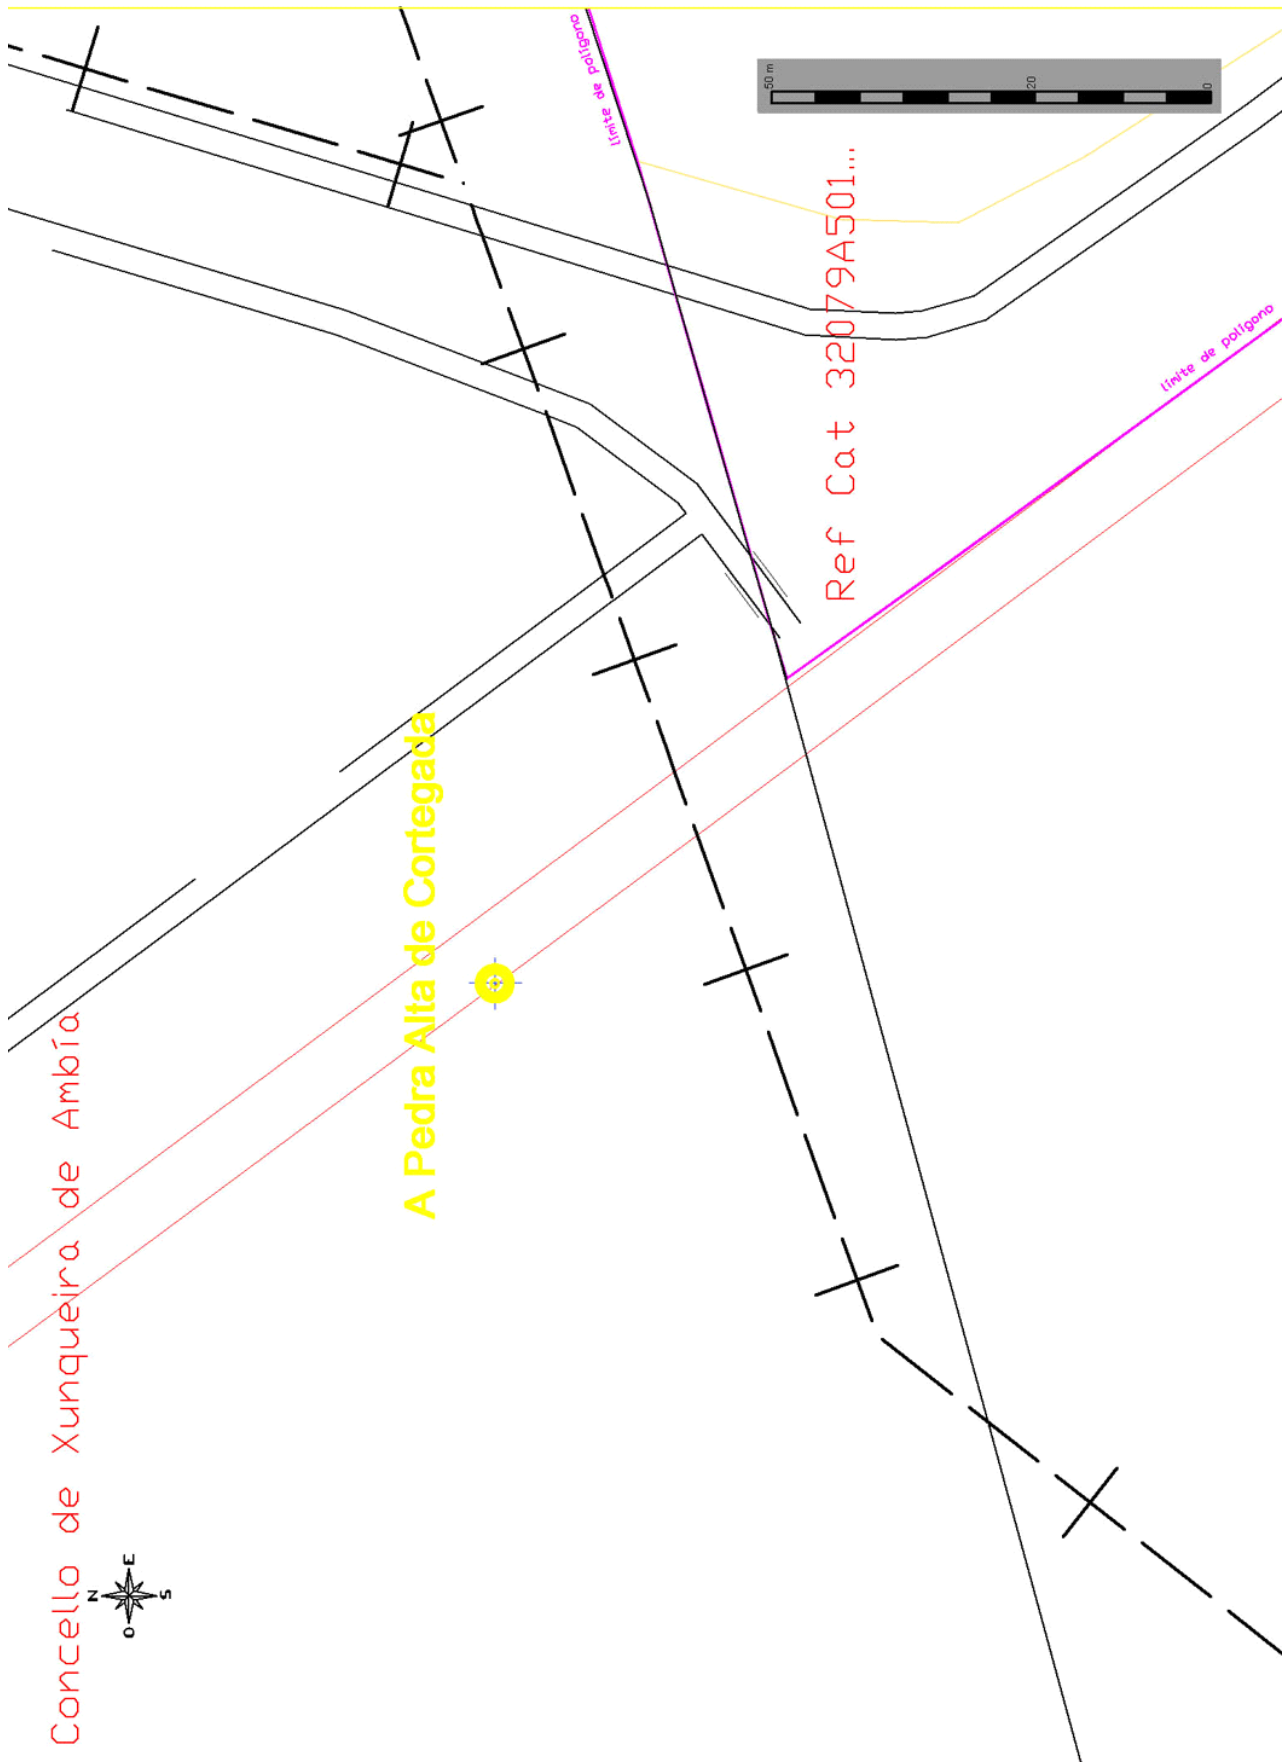 Concello de Xunqueira de Ambía
N
E
S
O
A Pedra Alta de Cortegada
límite de polígono
50 m
20
0
Ref Cat 32079A501...
límite de polígono